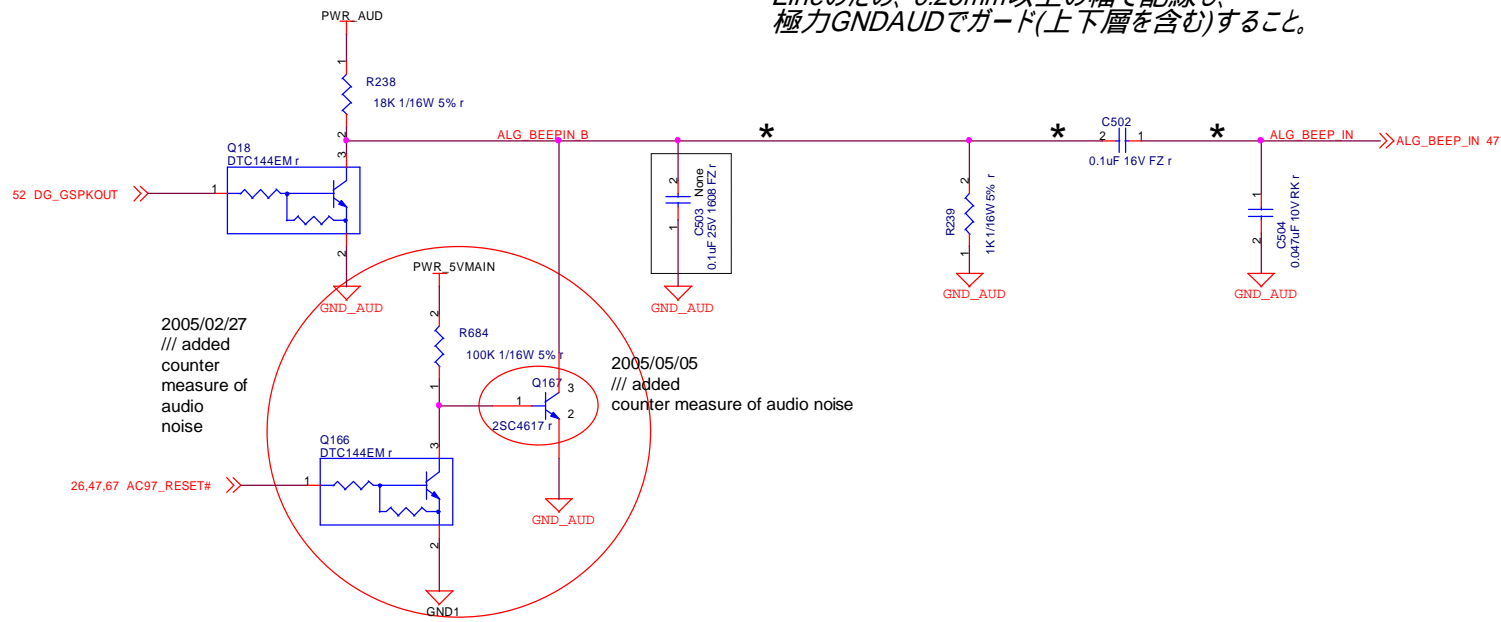 極力GNDAUDでガード(上下層を含む)すること。
PWR_AUD
1
R238
18K 1/16W 5% r
2
ALG_BEEPIN B
*
*
C502
2
1
0.1uF 16V FZ r
*
ALG_BEEP_IN
ALG_BEEP_IN 47
Q18
DTC144EM r
3
52 DG_GSPKOUT
1
2
GND_AUD
2
None
C503
0.1uF 25V 1608 FZ r
1
GND_AUD
2
R239
1K 1/16W 5% r
1
GND_AUD
1
C504
0.047uF 10V RK r
2
GND_AUD
PWR_5VMAIN
2
R684
100K 1/16W 5% r
1
2005/02/27
/// added
counter
measure of
audio
noise
Q167
3
1
2
2SC4617 r
2005/05/05
/// added
counter measure of audio noise
GND_AUD
Q166
DTC144EM r
3
26,47,67 AC97_RESET#
1
2
GND1